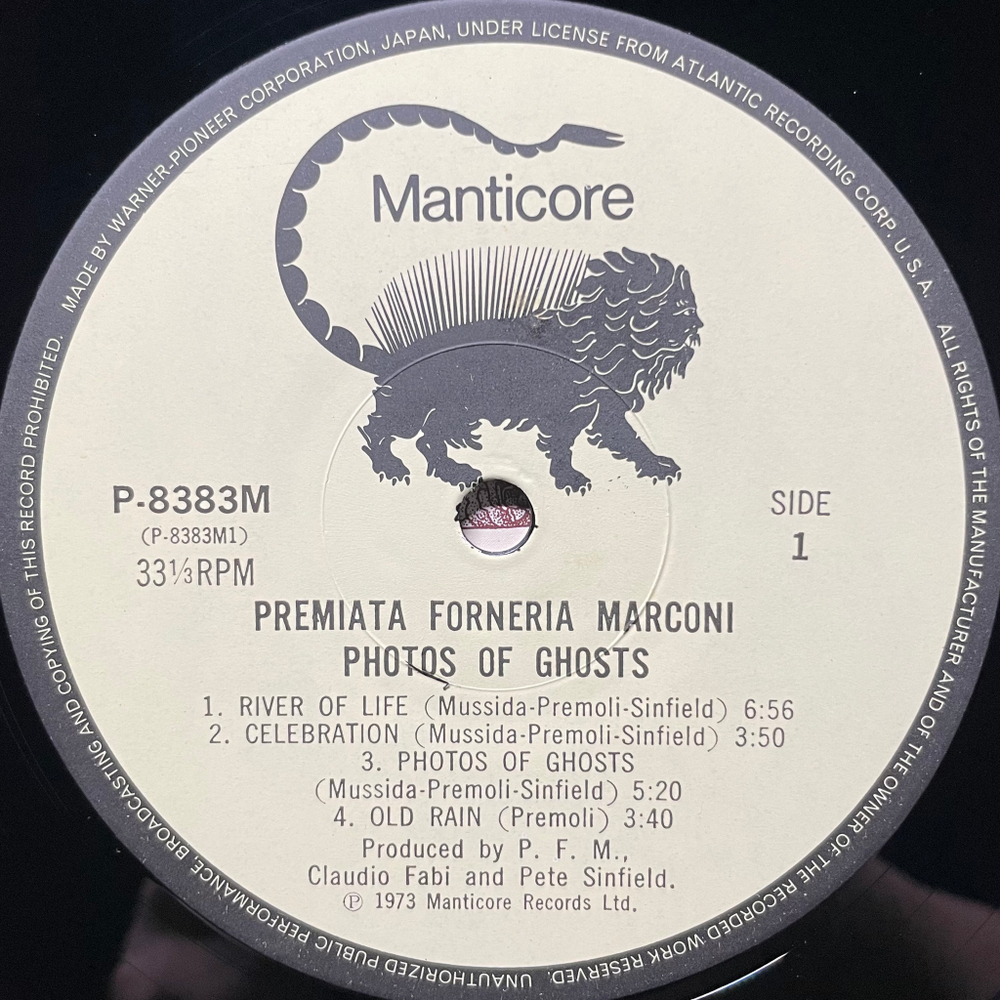 MADE BY WARNER-PIONEER CORPORATION, JAPAN, UNDER LICENSE FROM ATLANTIC RECORDING CORP. U.S.A.
ALL RIGHTS OF THE MANUFACTURER AND OF THE OWNER OF THE RECORDED WORK RESERVED.
UNAUTHORIZED PUBLIC PERFORMANCE, BROADCASTING AND COPYING OF THIS RECORD PROHIBITED.
Manticore
P-8383M
(P-8383M1)
33⅓RPM
SIDE
1
PREMIATA FORNERIA MARCONI
PHOTOS OF GHOSTS
1. RIVER OF LIFE (Mussida-Premoli-Sinfield) 6:56
2. CELEBRATION (Mussida-Premoli-Sinfield) 3:50
3. PHOTOS OF GHOSTS
(Mussida-Premoli-Sinfield) 5:20
4. OLD RAIN (Premoli) 3:40
Produced by P. F. M.,
Claudio Fabi and Pete Sinfield.
℗ 1973 Manticore Records Ltd.